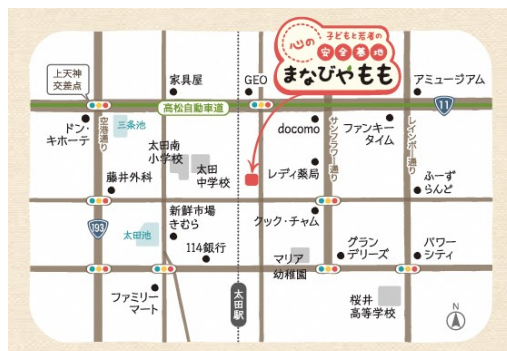 子どもと若者の
心の
安全基地
まなびやもも
上天神
交差点
家具屋
GEO
アミュージアム
高松自動車道
11
ドン・
キホーテ
空港通り
三条池
docomo
サンフラワー通り
ファンキー
タイム
レインボー通り
太田南
小学校
太田
中学校
レディ薬局
藤井外科
ふーず
らんど
193
新鮮市場
きむら
クック・チャム
太田池
114銀行
マリア
幼稚園
グラン
デリーズ
パワー
シティ
ファミリー
マート
太田駅
桜井
高等学校
N